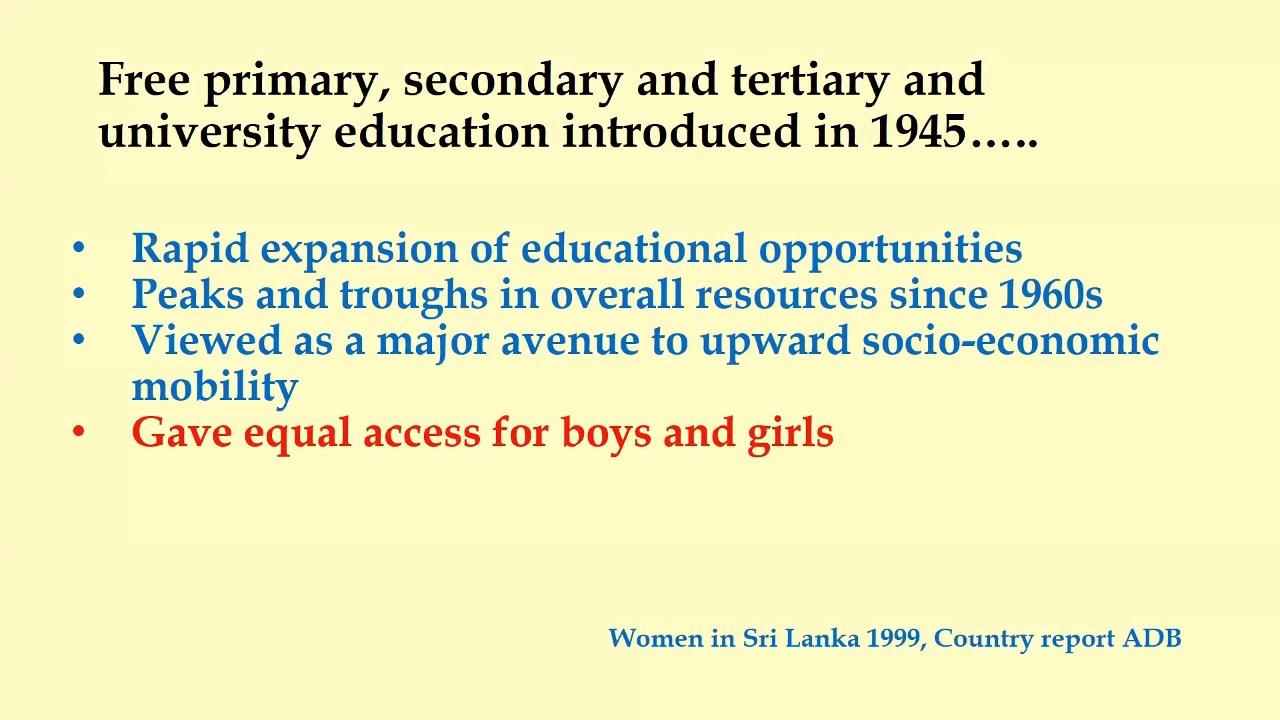 Free primary, secondary and tertiary and
university education introduced in 1945.....
• Rapid expansion of educational opportunities
• Peaks and troughs in overall resources since 1960s
• Viewed as a major avenue to upward socio-economic
mobility
• Gave equal access for boys and girls
Women in Sri Lanka 1999, Country report ADB